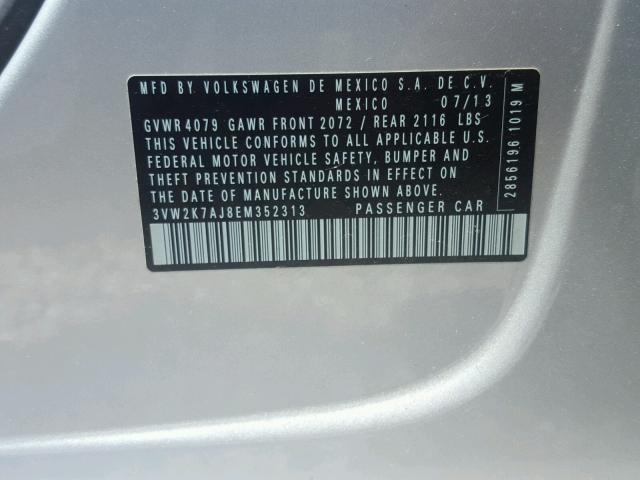 MFD BY VOLKSWAGEN DE MEXICO S.A. DE C.V.
MEXICO 07/13
GVWR 4079 GAWR FRONT 2072 / REAR 2116 LBS
THIS VEHICLE CONFORMS TO ALL APPLICABLE U.S.
FEDERAL MOTOR VEHICLE SAFETY, BUMPER AND
THEFT PREVENTION STANDARDS IN EFFECT ON
THE DATE OF MANUFACTURE SHOWN ABOVE.
3VW2K7AJ8EM352313 PASSENGER CAR
2856196 1019 M